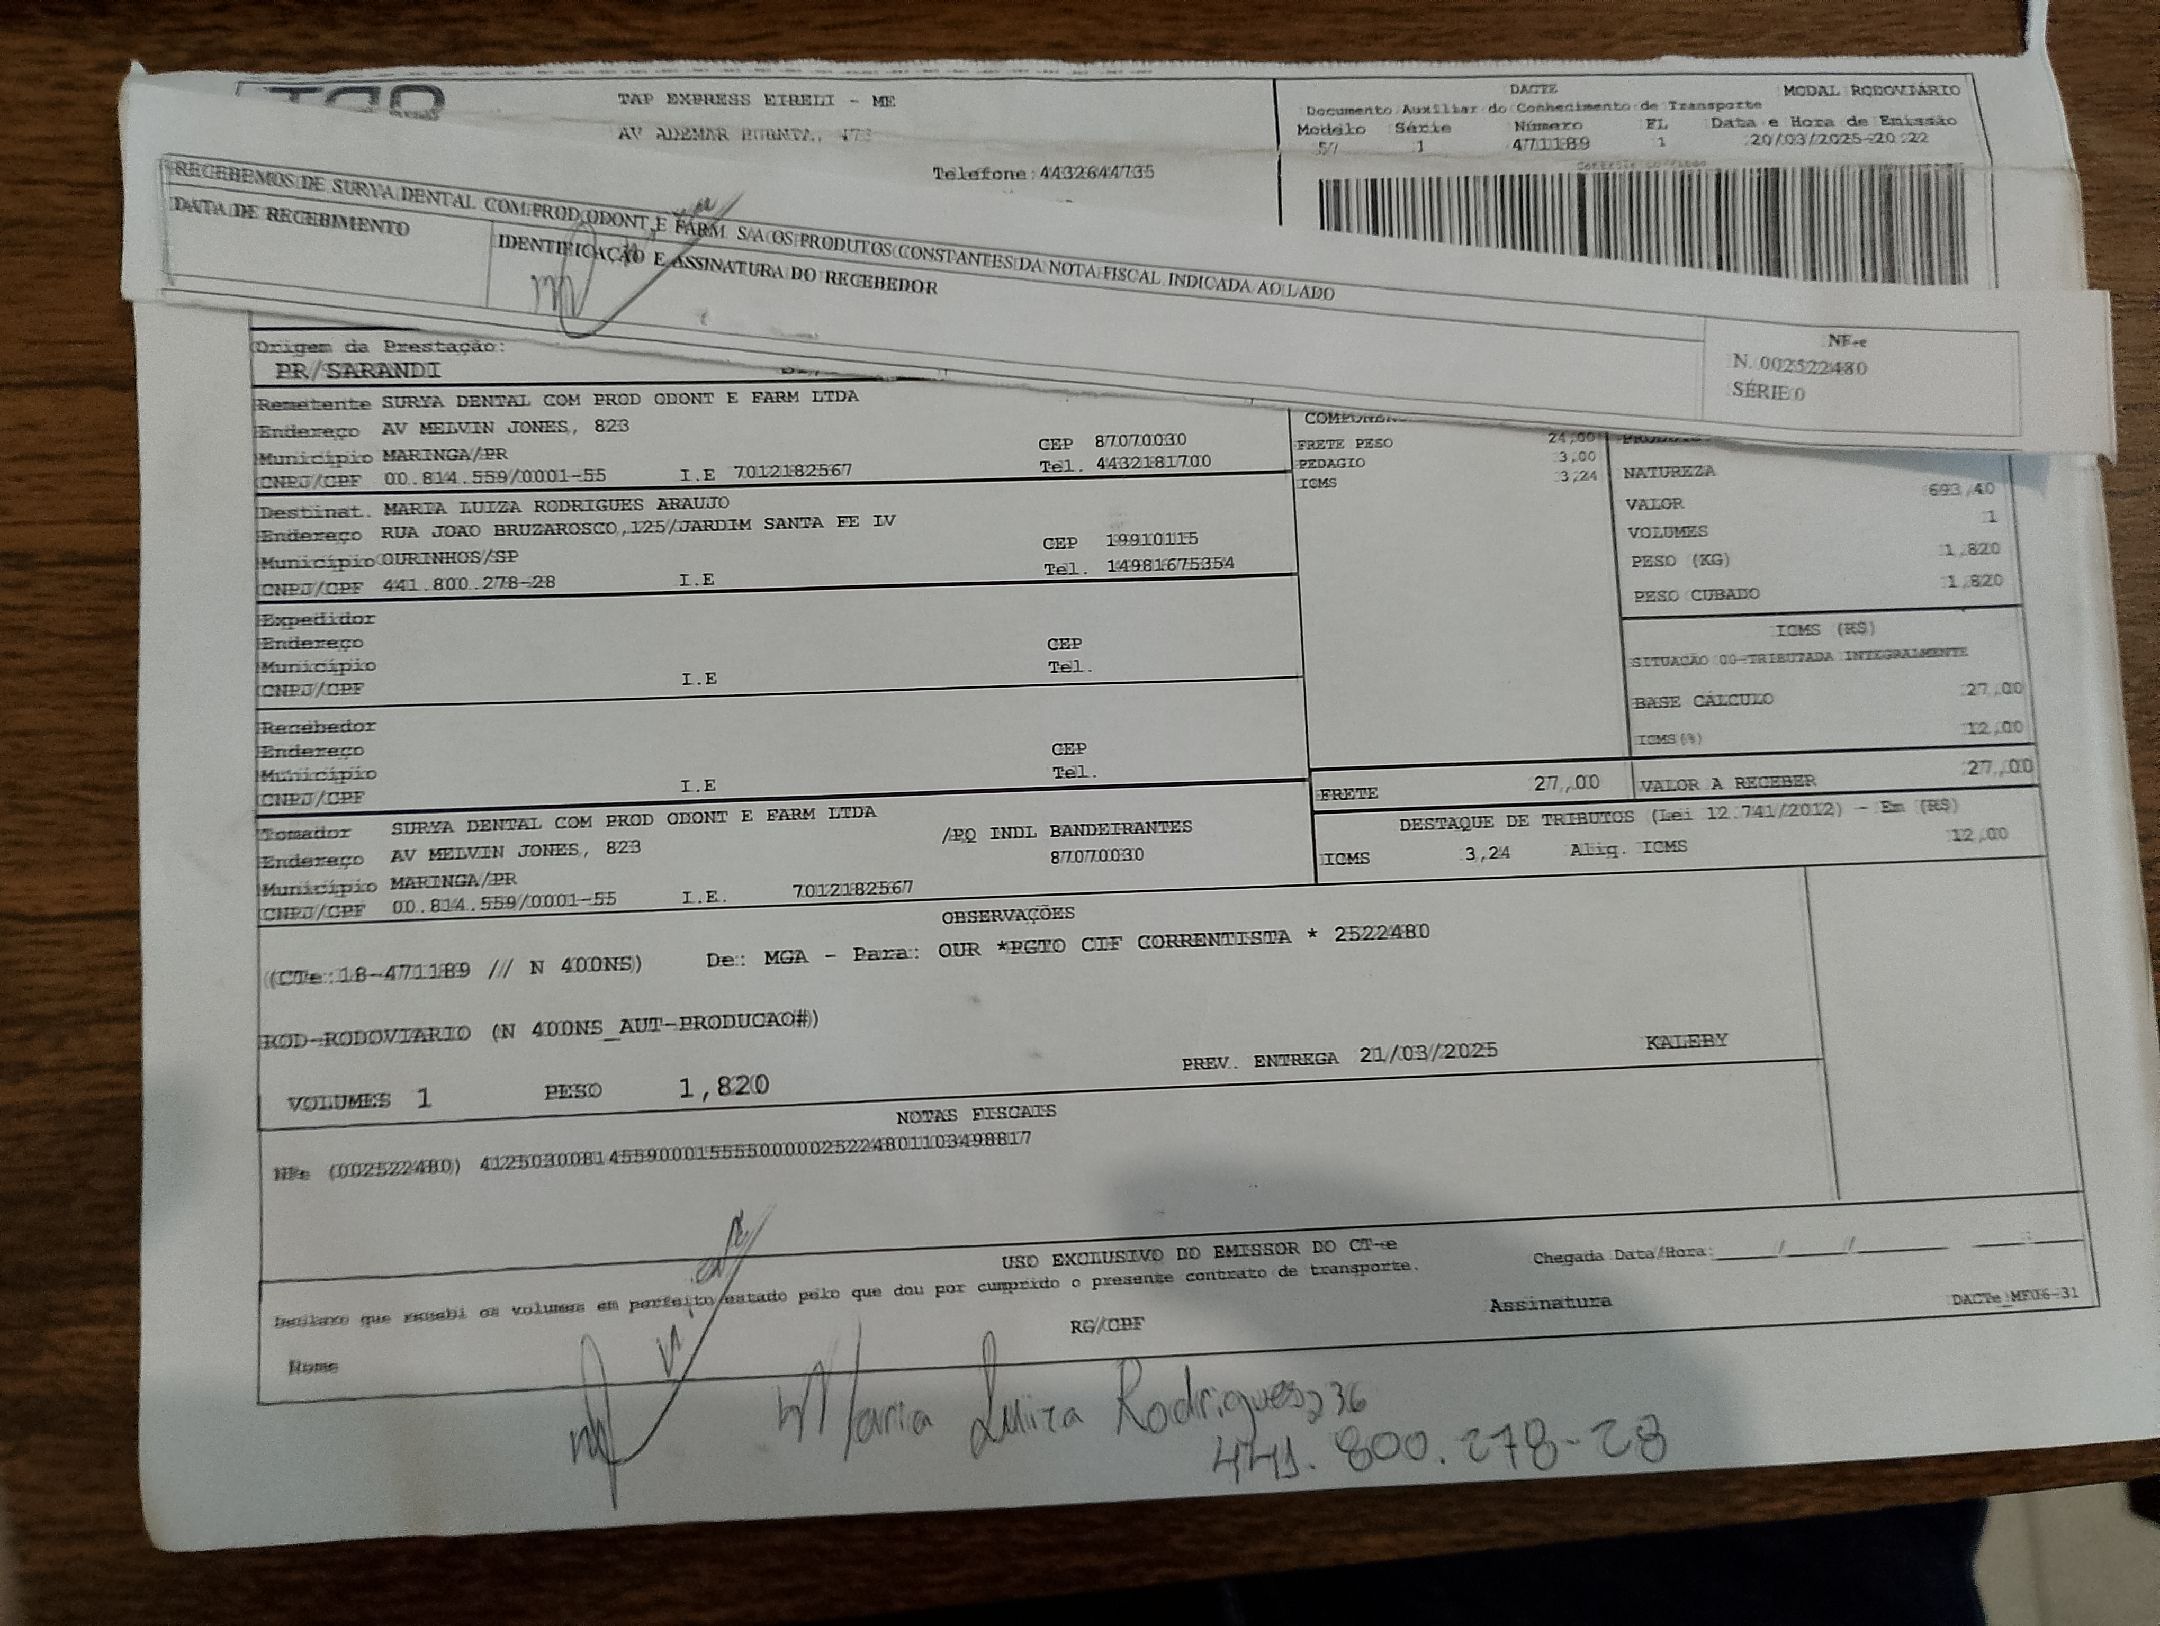 TAP EXPRESS EIRELI - ME
Telefone:4432644735
DACTE
MODAL RODOVIÁRIO
Documento Auxiliar do Conhecimento de Transporte
Modelo Série Número FL Data e Hora de Emissão
57 1 471189 1 20/03/2025-20:22
RECEBEMOS DE SURYA DENTAL COM PROD ODONT E FARM S/A OS PRODUTOS CONSTANTES DA NOTA FISCAL INDICADA AO LADO
DATA DE RECEBIMENTO
IDENTIFICAÇÃO E ASSINATURA DO RECEBEDOR
NF-e
N. 002522480
SÉRIE 0
Origem da Prestação:
PR/SARANDI
Remetente SURYA DENTAL COM PROD ODONT E FARM LTDA
Endereço AV MELVIN JONES, 823
Município MARINGA/PR CEP 87070030
CNPJ/CPF 00.814.559/0001-55 I.E 7012182567 Tel. 4432181700
Destinat. MARIA LUIZA RODRIGUES ARAUJO
Endereço RUA JOAO BRUZAROSCO,125/JARDIM SANTA FE IV
Município OURINHOS/SP CEP 19910115
CNPJ/CPF 441.800.278-28 I.E Tel. 14981675354
Expedidor
Endereço CEP
Município Tel.
CNPJ/CPF I.E
Recebedor
Endereço CEP
Município Tel.
CNPJ/CPF I.E
Tomador SURYA DENTAL COM PROD ODONT E FARM LTDA
Endereço AV MELVIN JONES, 823 /PQ INDL BANDEIRANTES
Município MARINGA/PR 87070030
CNPJ/CPF 00.814.559/0001-55 I.E. 7012182567
FRETE PESO 24,00
PEDAGIO 3,00
ICMS 3,24
NATUREZA
VALOR 693,40
VOLUMES 1
PESO (KG) 1,820
PESO CUBADO 1,820
ICMS (R$)
SITUACÃO 00-TRIBUTADA INTEGRALMENTE
BASE CÁLCULO 27,00
ICMS(%) 12,00
FRETE 27,00 VALOR A RECEBER 27,00
DESTAQUE DE TRIBUTOS (Lei 12.741/2012) - Em (R$)
ICMS 3,24 Aliq. ICMS 12,00
OBSERVAÇÕES
(CTe:18-471189 /// N 400NS) De: MGA - Para: OUR *PGTO CIF CORRENTISTA * 2522480
ROD-RODOVIARIO (N 400NS_AUT-PRODUCAO#)
PREV. ENTREGA 21/03/2025 KALEBY
VOLUMES 1 PESO 1,820
NOTAS FISCAIS
NFe (002522480) 41250300814559000155550000025224801103498817
USO EXCLUSIVO DO EMISSOR DO CT-e
Chegada Data/Hora:
Declaro que recebi os volumes em perfeito estado pelo que dou por cumprido o presente contrato de transporte.
Nome RG/CPF Assinatura DACTe_MF06-31
Maria Luiza Rodrigues
441.800.278-28